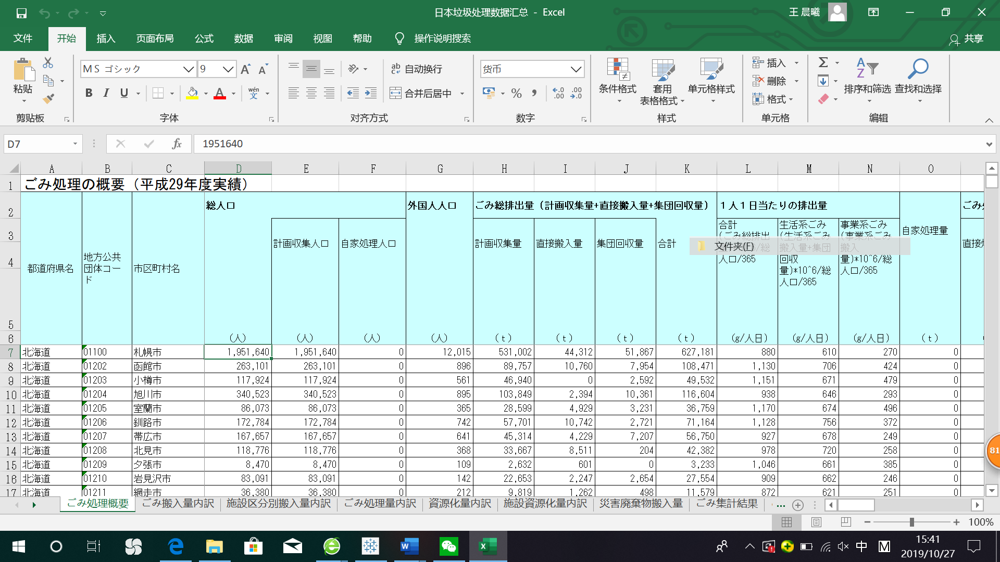 日本垃圾处理数据汇总 - Excel
王 晨曦
文件 开始 插入 页面布局 公式 数据 审阅 视图 帮助 操作说明搜索 共享
粘贴 MS ゴシック 9 A A ab 自动换行 货币 条件格式 套用 表格格式 单元格样式 插入 删除 格式 排序和筛选 查找和选择
B I U A wén 文 合并后居中 % , .00 .0
剪贴板 字体 对齐方式 数字 样式 单元格 编辑
D7 fx 1951640
A B C D E F G H I J K L M N O
1 ごみ処理の概要（平成29年度実績）
2 総人口 外国人人口 ごみ総排出量（計画収集量+直接搬入量+集団回収量） １人１日当たりの排出量
3
4
5
都道府県名
地方公共団体コード
市区町村名
計画収集人口
自家処理人口
計画収集量
直接搬入量
集団回収量
合計
合計
(ごみ総排出
人口/365
生活系ごみ
(生活系ごみ
搬入量+集団
回収
量)*10^6/総
人口/365
事業系ごみ
(事業系ごみ
搬入
量)*10^6/総
人口/365
自家処理量
文件夹(F)
6 (人) (人) (人) (人) (t) (t) (t) (t) (g/人日) (g/人日) (g/人日) (t)
7 北海道 01100 札幌市 1,951,640 1,951,640 0 12,015 531,002 44,312 51,867 627,181 880 610 270 0
8 北海道 01202 函館市 263,101 263,101 0 896 89,757 10,760 7,954 108,471 1,130 706 424 0
9 北海道 01203 小樽市 117,924 117,924 0 561 46,940 0 2,592 49,532 1,151 671 479 0
10 北海道 01204 旭川市 340,523 340,523 0 895 103,849 2,394 10,361 116,604 938 646 293 0
11 北海道 01205 室蘭市 86,073 86,073 0 365 28,599 4,929 3,231 36,759 1,170 674 496 0
12 北海道 01206 釧路市 172,784 172,784 0 742 57,701 10,742 2,721 71,164 1,128 756 372 0
13 北海道 01207 帯広市 167,657 167,657 0 641 45,314 4,229 7,207 56,750 927 678 249 0
14 北海道 01208 北見市 118,776 118,776 0 368 33,667 8,511 204 42,382 978 720 258 0
15 北海道 01209 夕張市 8,470 8,470 0 109 2,632 601 0 3,233 1,046 661 385 0
16 北海道 01210 岩見沢市 83,091 83,091 0 142 22,653 2,247 2,654 27,554 909 662 246 0
17 北海道 01211 網走市 36,380 36,380 0 212 9,819 1,262 498 11,579 872 621 251 0
ごみ処理概要 ごみ搬入量内訳 施設区分別搬入量内訳 ごみ処理量内訳 資源化量内訳 施設資源化量内訳 災害廃棄物搬入量 ごみ集計結果 ...
100%
81
中 M 15:41
2019/10/27